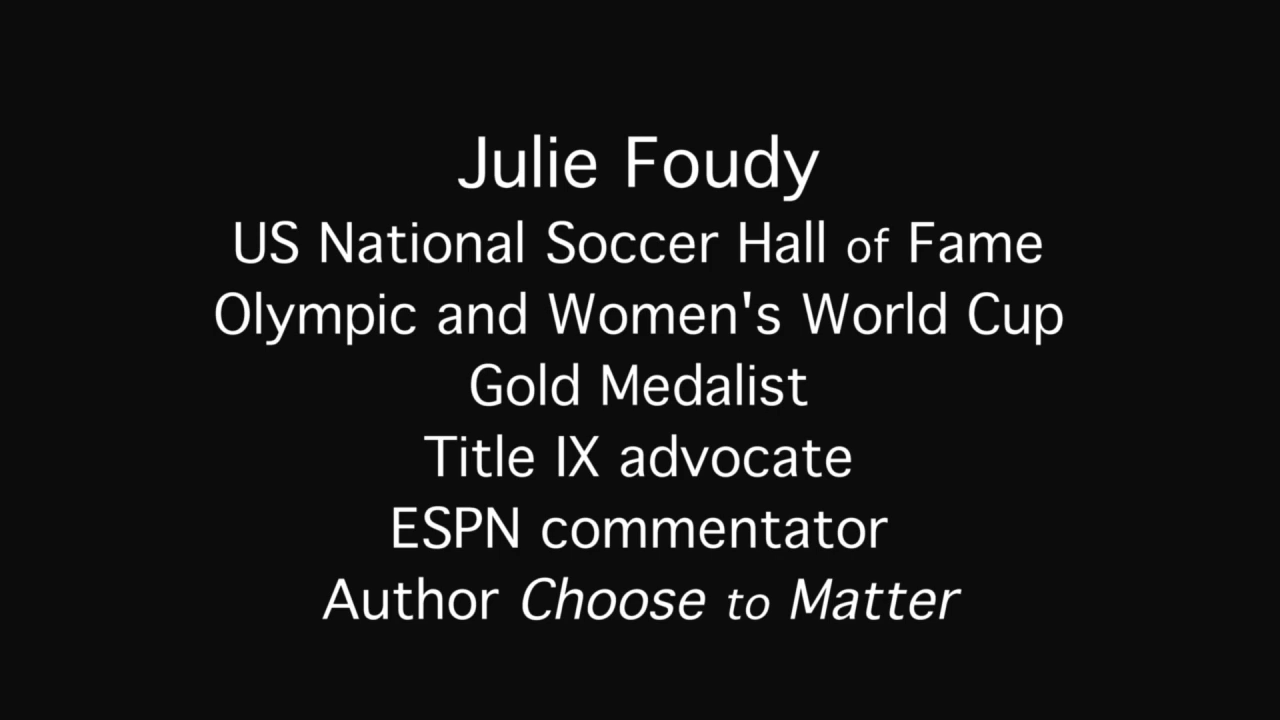 Julie Foudy
US National Soccer Hall of Fame
Olympic and Women's World Cup
Gold Medalist
Title IX advocate
ESPN commentator
Author Choose to Matter